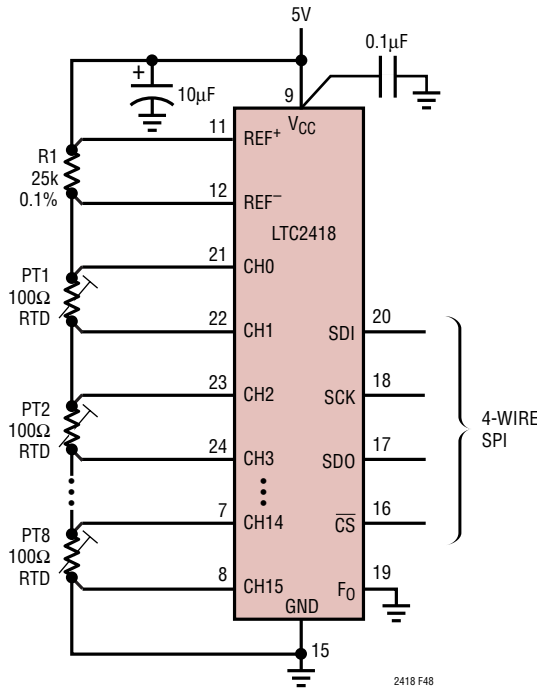 5V
0.1µF
+
10µF
9
VCC
11
REF+
R1
25k
0.1%
12
REF−
LTC2418
21
CH0
PT1
100Ω
RTD
22
CH1
20
SDI
23
CH2
18
SCK
PT2
100Ω
RTD
24
CH3
17
SDO
4-WIRE
SPI
7
CH14
16
CS
PT8
100Ω
RTD
8
CH15
19
FO
GND
15
2418 F48